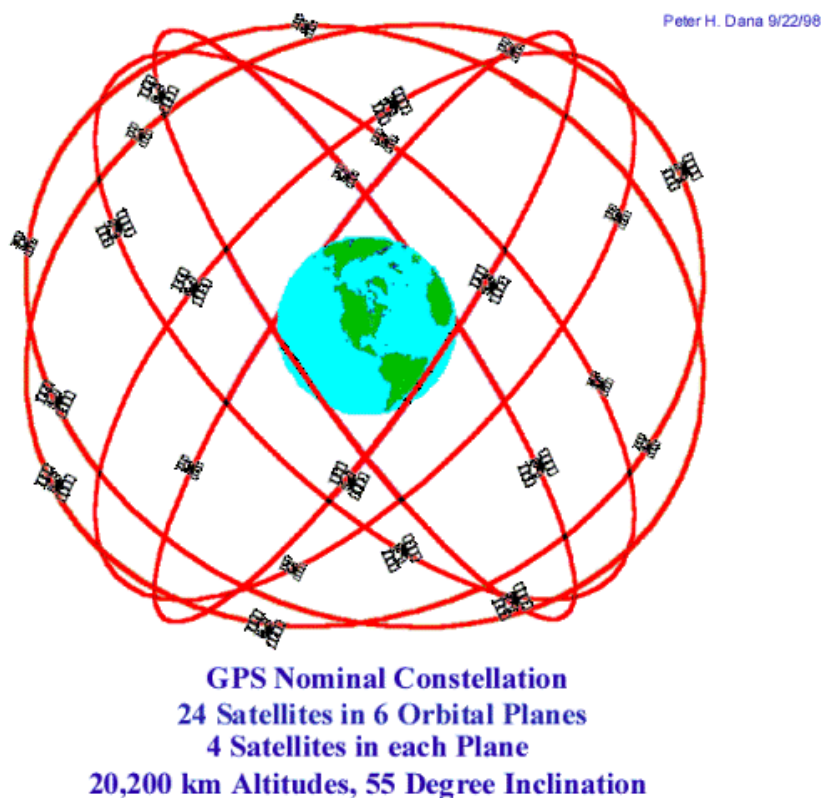 Peter H. Dana 9/22/98
GPS Nominal Constellation
24 Satellites in 6 Orbital Planes
4 Satellites in each Plane
20,200 km Altitudes, 55 Degree Inclination